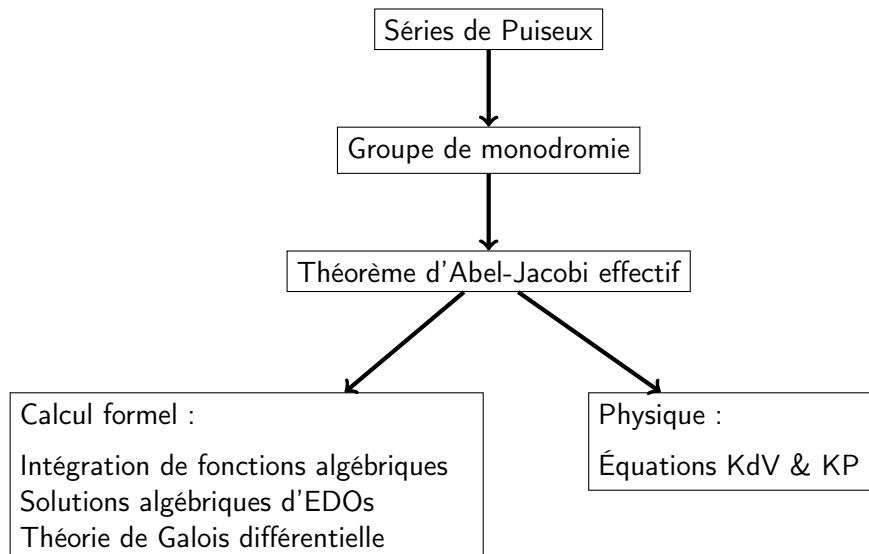 Séries de Puiseux
Groupe de monodromie
Théorème d'Abel-Jacobi effectif
Calcul formel :
Intégration de fonctions algébriques
Solutions algébriques d'EDOs
Théorie de Galois différentielle
Physique :
Équations KdV & KP